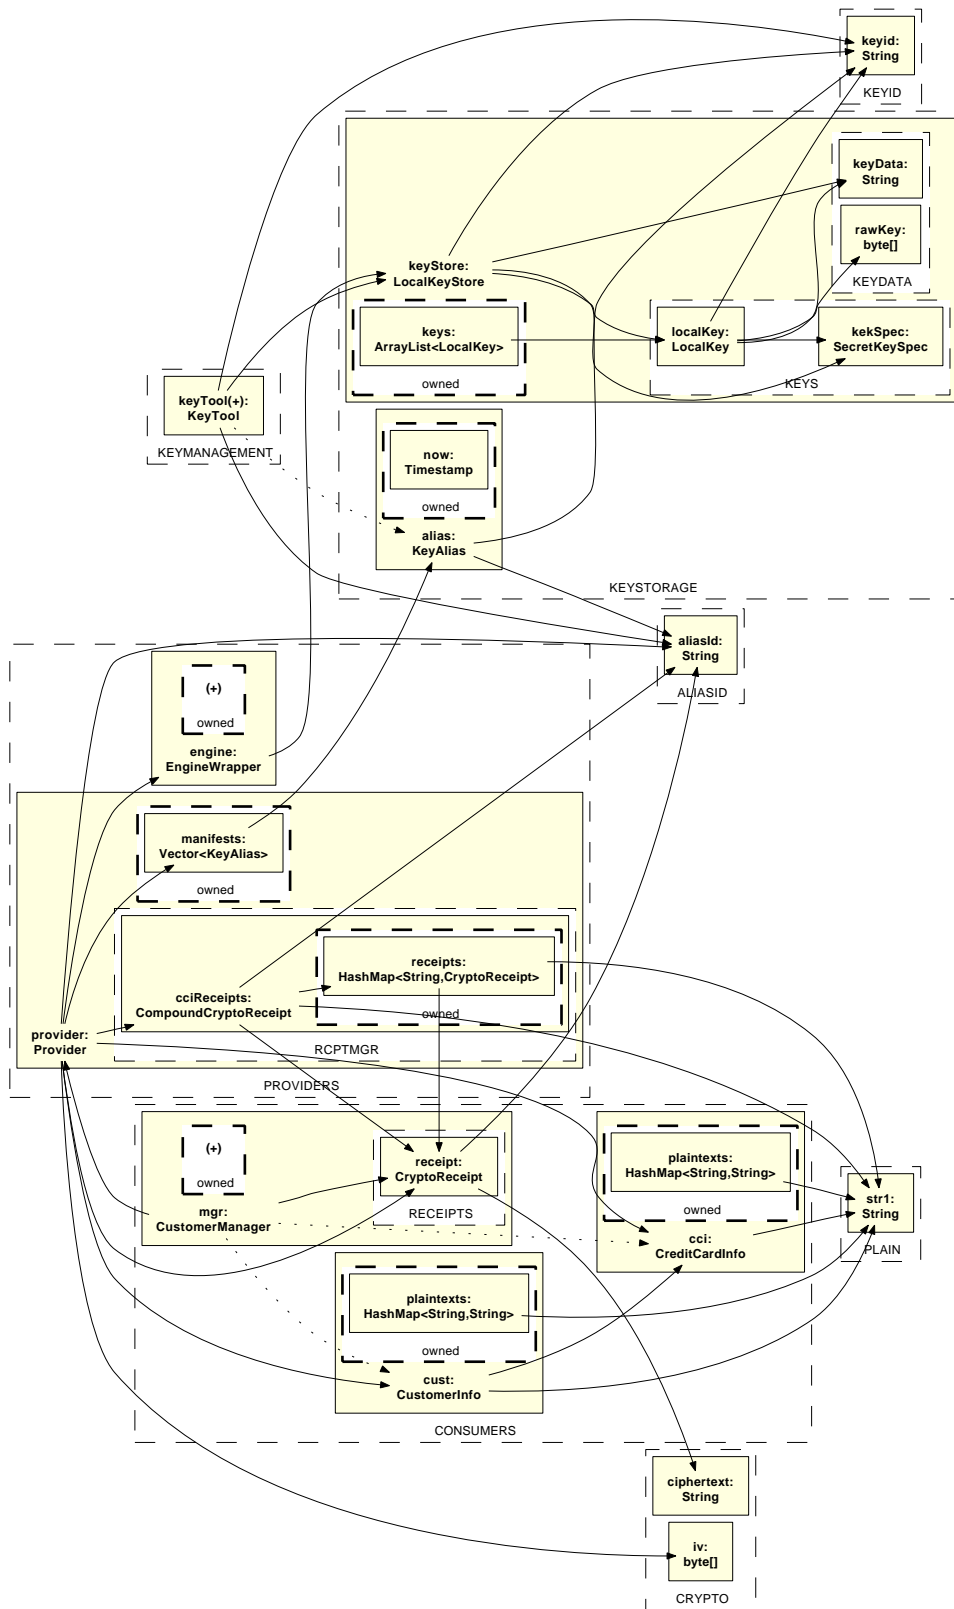 keyid:
String
KEYID
keyData:
String
rawKey:
byte[]
KEYDATA
keyStore:
LocalKeyStore
keys:
ArrayList<LocalKey>
owned
localKey:
LocalKey
kekSpec:
SecretKeySpec
KEYS
keyTool(+):
KeyTool
KEYMANAGEMENT
now:
Timestamp
owned
alias:
KeyAlias
KEYSTORAGE
aliasId:
String
ALIASID
(+)
owned
engine:
EngineWrapper
manifests:
Vector<KeyAlias>
owned
receipts:
HashMap<String,CryptoReceipt>
owned
cciReceipts:
CompoundCryptoReceipt
RCPTMGR
provider:
Provider
PROVIDERS
(+)
owned
mgr:
CustomerManager
receipt:
CryptoReceipt
RECEIPTS
plaintexts:
HashMap<String,String>
owned
cci:
CreditCardInfo
str1:
String
PLAIN
plaintexts:
HashMap<String,String>
owned
cust:
CustomerInfo
CONSUMERS
ciphertext:
String
iv:
byte[]
CRYPTO